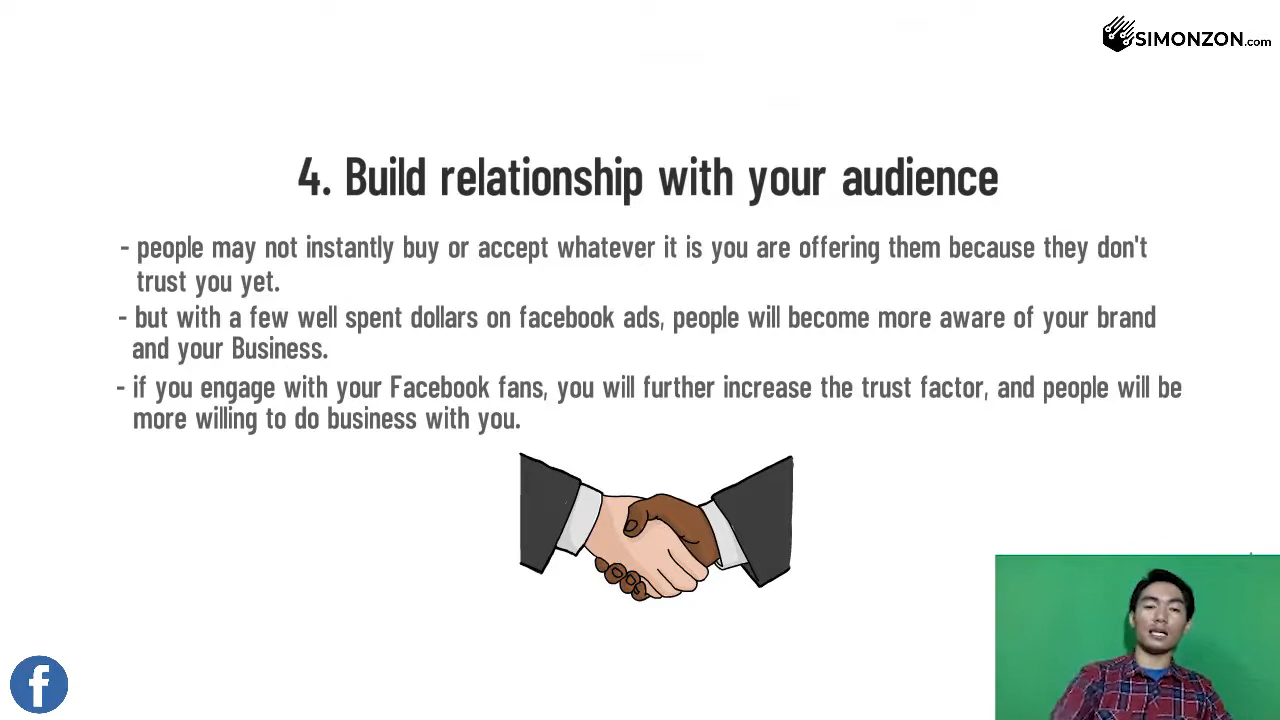 SIMONZON.com
4. Build relationship with your audience
- people may not instantly buy or accept whatever it is you are offering them because they don't
trust you yet.
- but with a few well spent dollars on facebook ads, people will become more aware of your brand
and your Business.
- if you engage with your Facebook fans, you will further increase the trust factor, and people will be
more willing to do business with you.
f